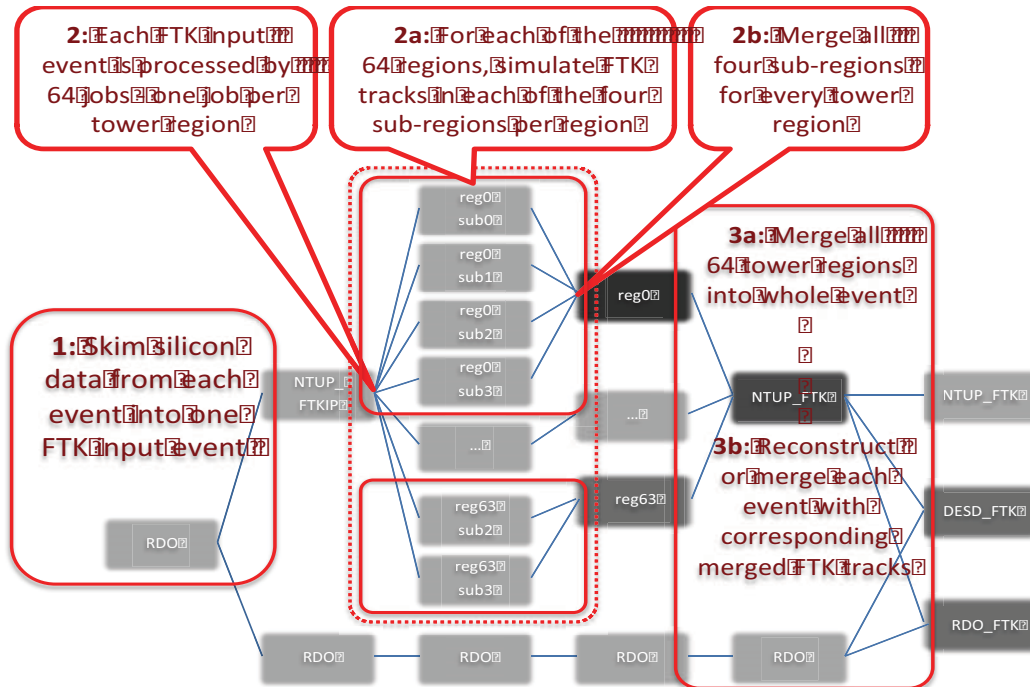 2: Each FTK input
event is processed by
64 jobs - one job per
tower region
2a: For each of the
64 regions, simulate FTK
tracks in each of the four
sub-regions per region
2b: Merge all
four sub-regions
for every tower
region
1: Skim silicon
data from each
event into one
FTK input event
NTUP_
FTKIP
RDO
reg0
sub0
reg0
sub1
reg0
sub2
reg0
sub3
...
reg63
sub2
reg63
sub3
reg0
...
reg63
3a: Merge all
64 tower regions
into whole event
NTUP_FTK
3b: Reconstruct
or merge each
event with
corresponding
merged FTK tracks
NTUP_FTK
DESD_FTK
RDO_FTK
RDO
RDO
RDO
RDO